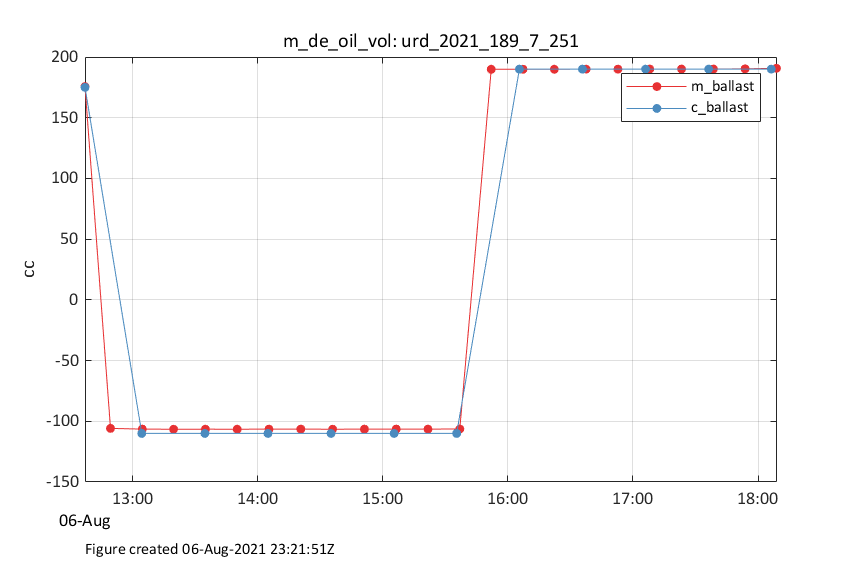 m_de_oil_vol: urd_2021_189_7_251
200
150
100
50
0
-50
-100
-150
cc
m_ballast
c_ballast
13:00 14:00 15:00 16:00 17:00 18:00
06-Aug
Figure created 06-Aug-2021 23:21:51Z